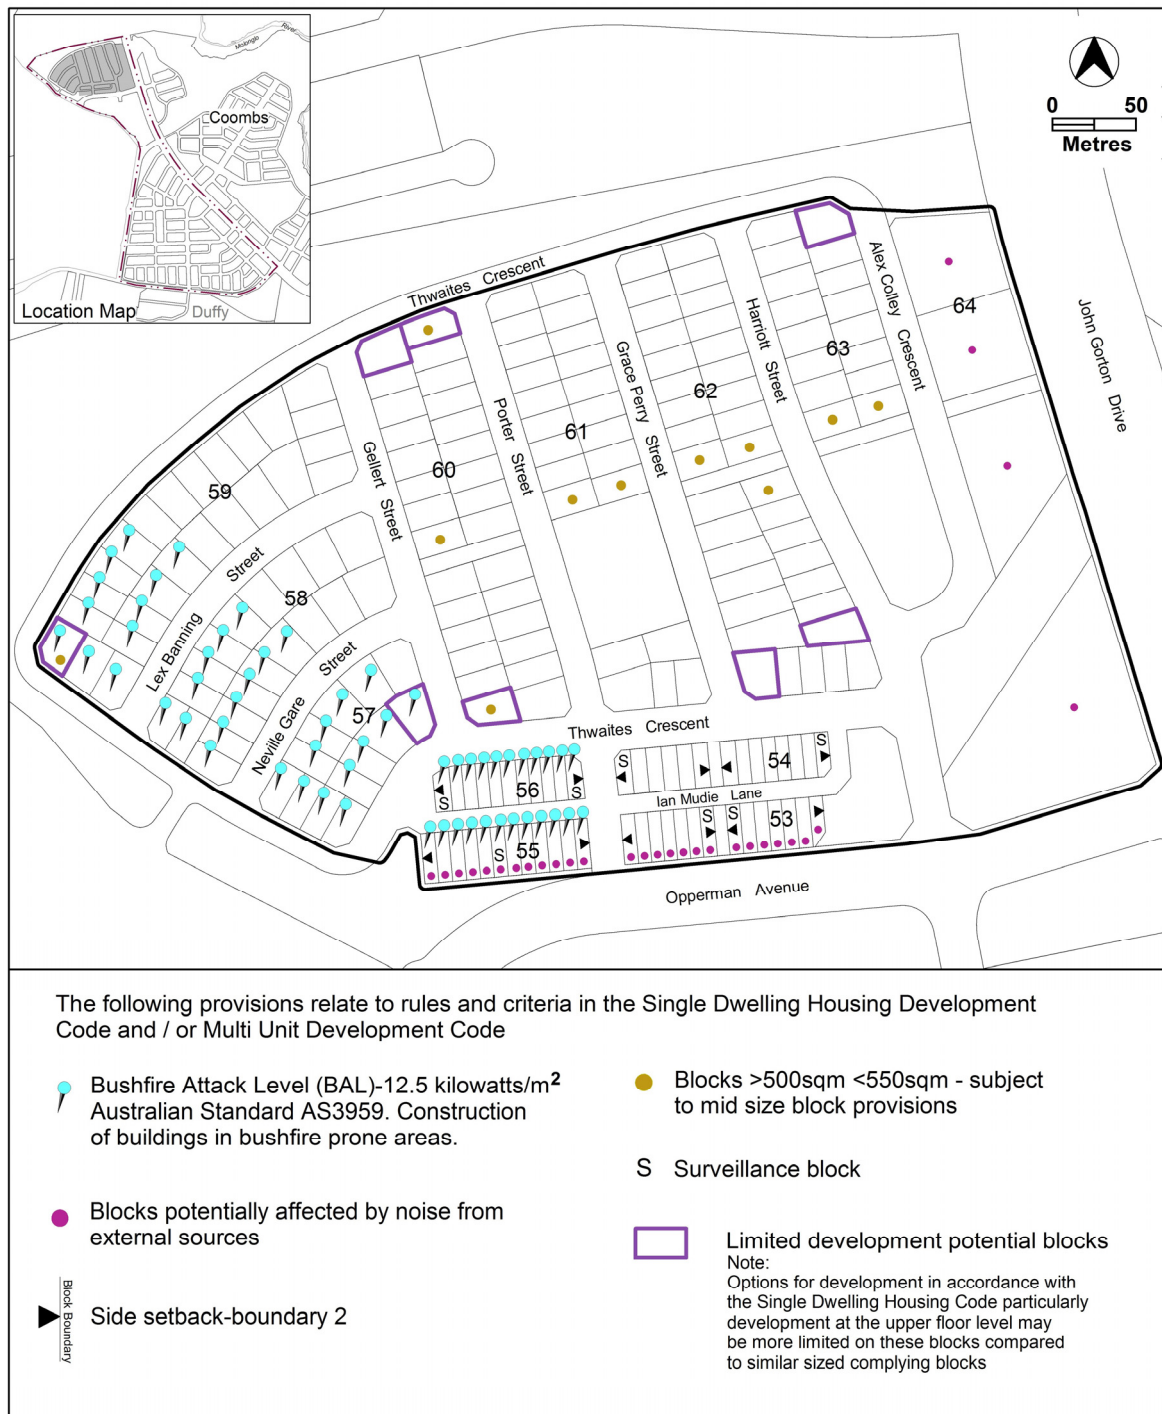 River
Molonglo
Coombs
Location Map
Duffy
0 50
Metres
Thwaites Crescent
Alex Colley Crescent
64
John Gorton Drive
Harriott Street
63
Grace Perry Street
62
Porter Street
61
60
Gellert Street
59
Lex Banning Street
58
Nevile Gare Street
57
Thwaites Crescent
S
S
54
56
S
S
Ian Mudie Lane
S
S
53
S
55
Opperman Avenue
The following provisions relate to rules and criteria in the Single Dwelling Housing Development
Code and / or Multi Unit Development Code
Bushfire Attack Level (BAL)-12.5 kilowatts/m²
Australian Standard AS3959. Construction
of buildings in bushfire prone areas.
Blocks potentially affected by noise from
external sources
Block Boundary
Side setback-boundary 2
Blocks >500sqm <550sqm - subject
to mid size block provisions
S Surveillance block
Limited development potential blocks
Note:
Options for development in accordance with
the Single Dwelling Housing Code particularly
development at the upper floor level may
be more limited on these blocks compared
to similar sized complying blocks